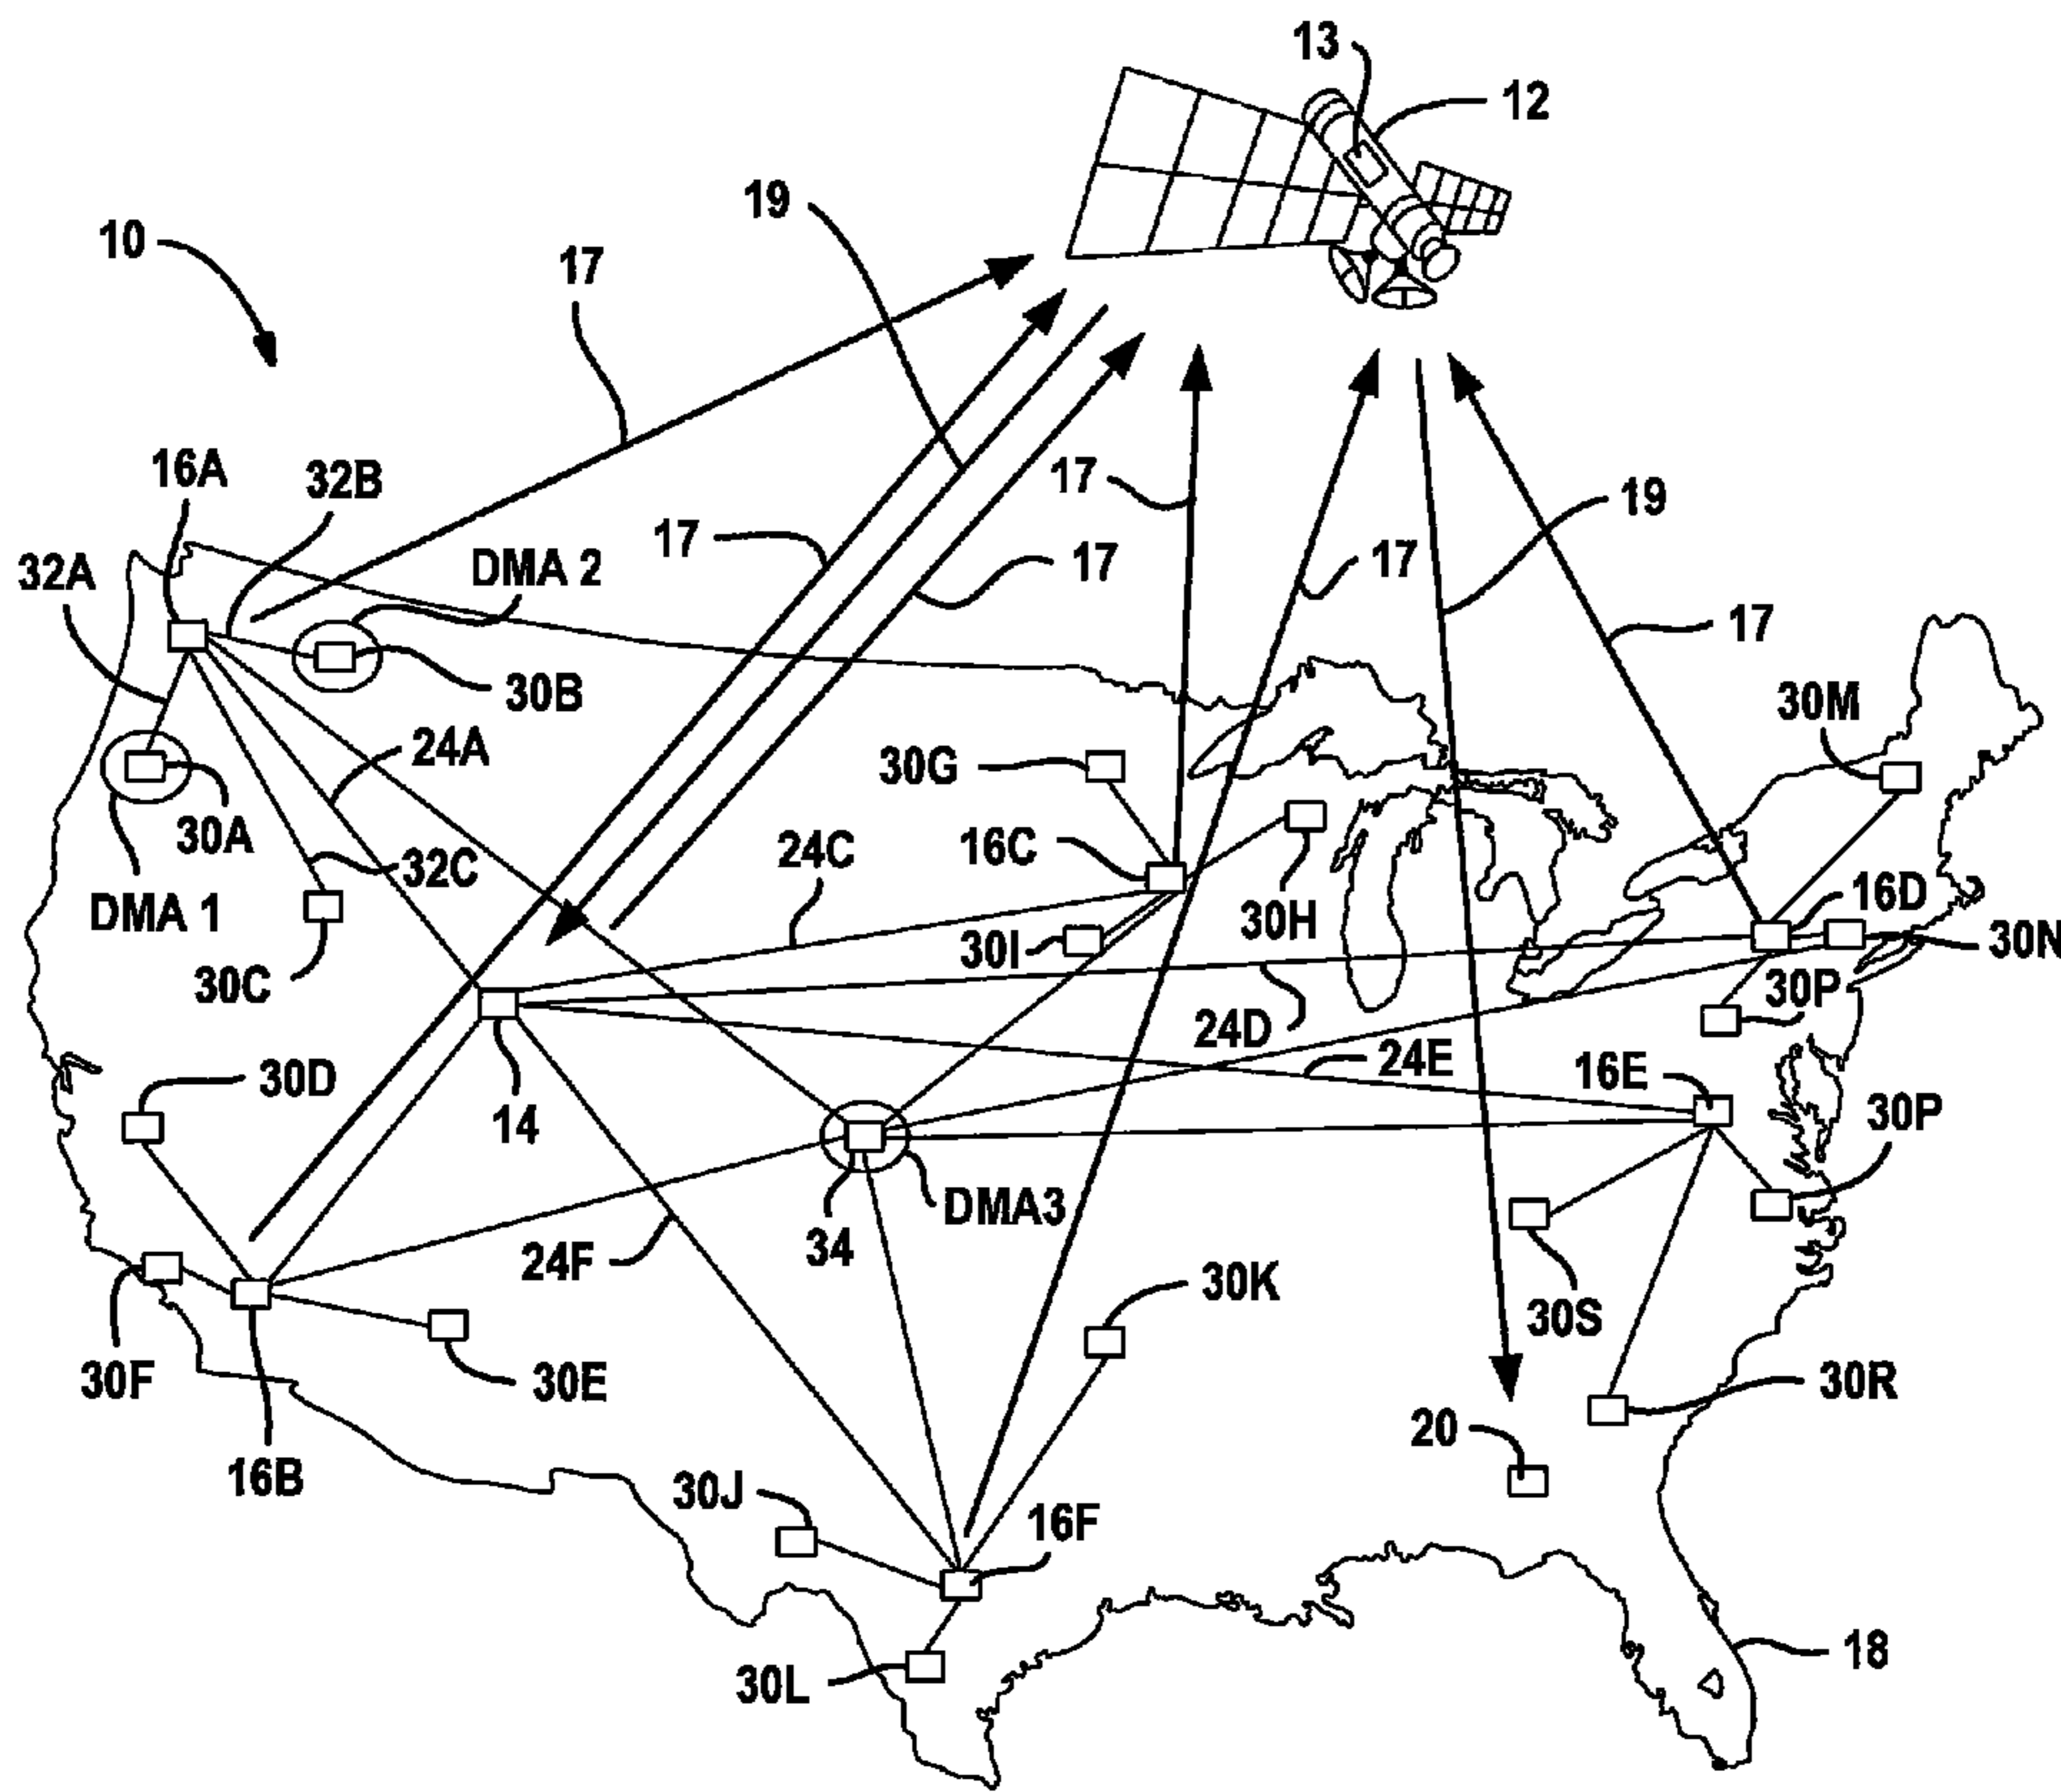 13
12
19
10
17
16A
32B
17
19
17
DMA 2
17
17
32A
17
30B
30M
24A
30G
30A
24C
16C
32C
16D
DMA 1
30H
30I
30N
30C
30P
24D
24E
30D
16E
14
30P
DMA3
34
24F
30K
30S
30F
30E
30R
20
16B
30J
16F
18
30L